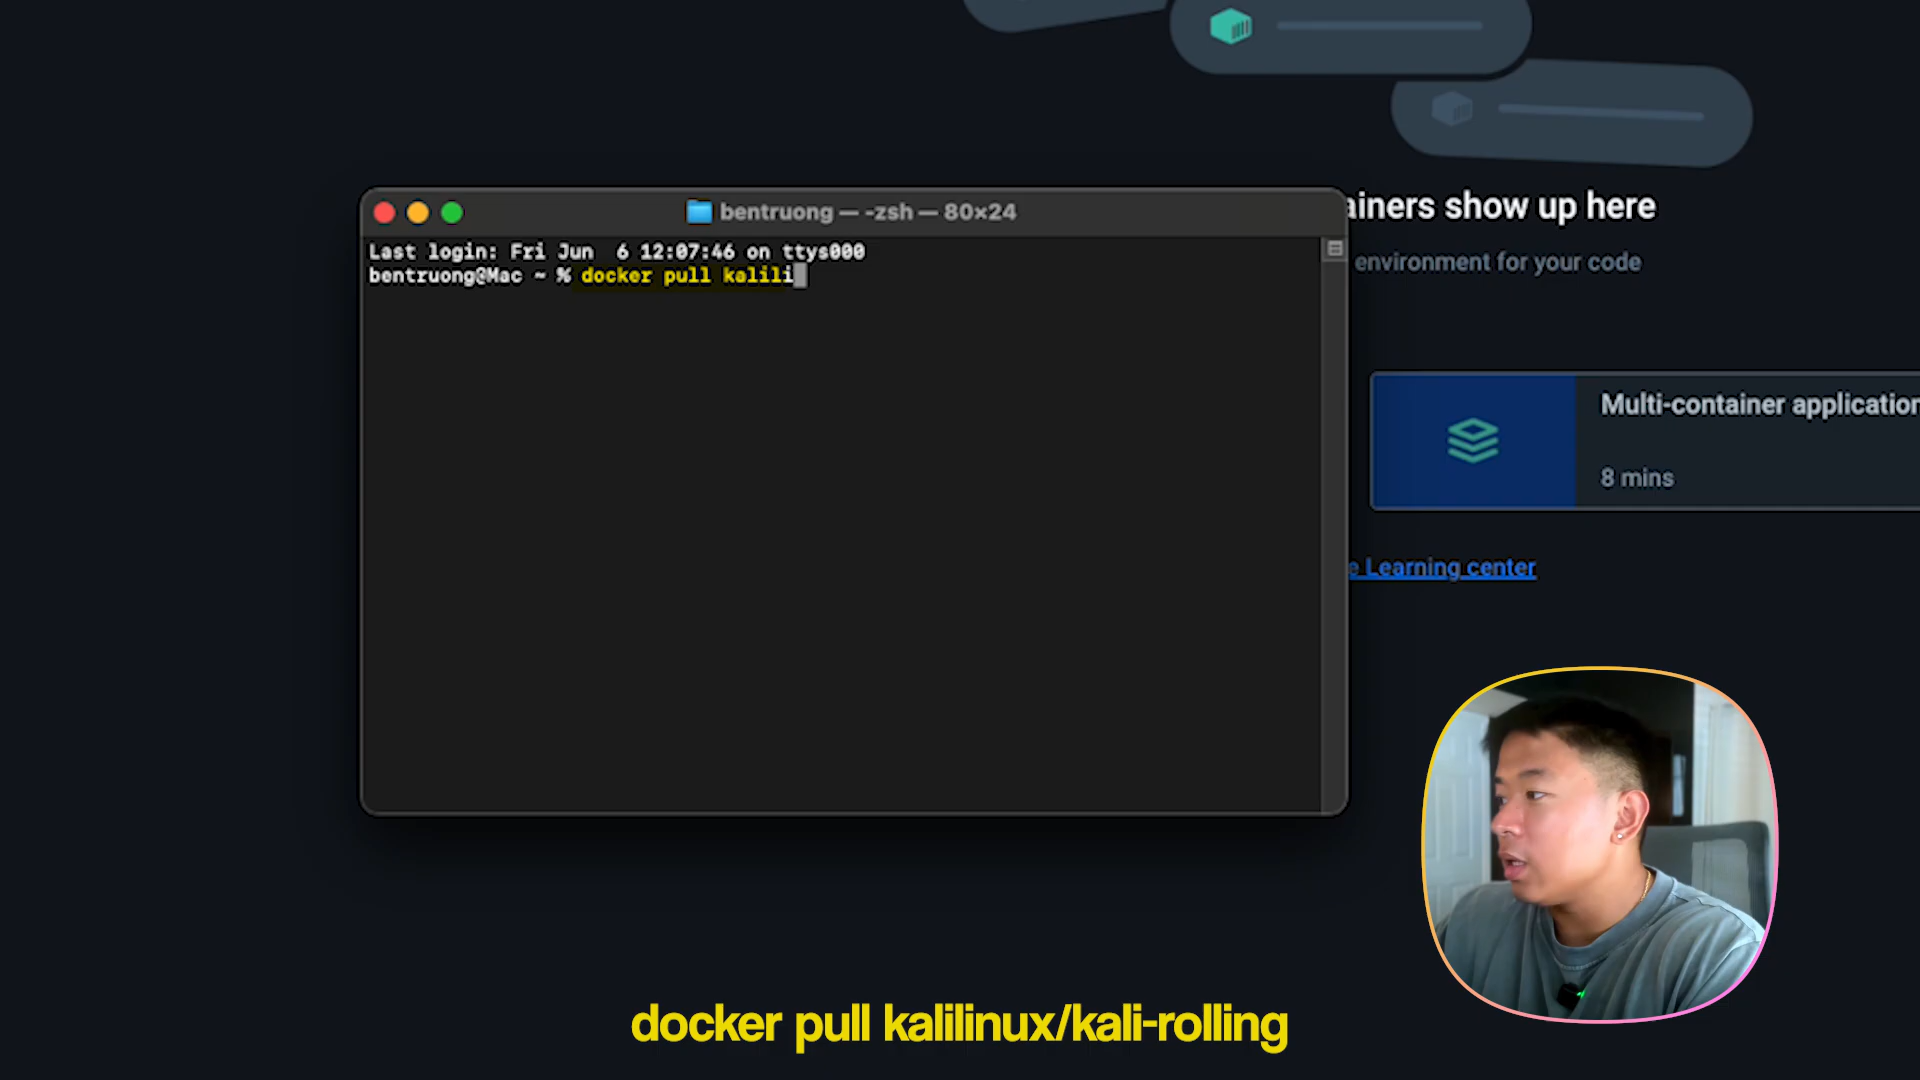 bentruong — -zsh — 80×24
Last login: Fri Jun  6 12:07:46 on ttys000
bentruong@Mac ~ % docker pull kalili
ainers show up here
environment for your code
Multi-container application
8 mins
e Learning center
docker pull kalilinux/kali-rolling